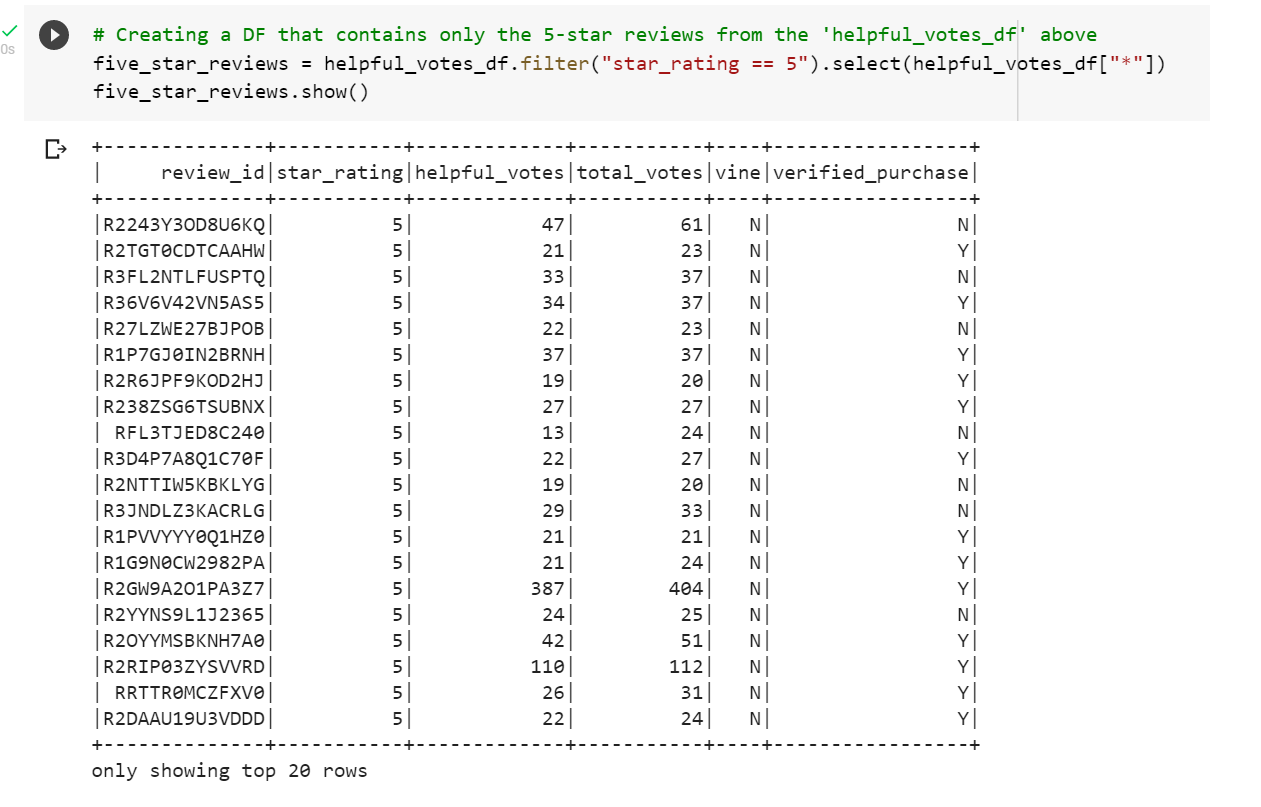 0s
# Creating a DF that contains only the 5-star reviews from the 'helpful_votes_df' above
five_star_reviews = helpful_votes_df.filter("star_rating == 5").select(helpful_votes_df["*"])
five_star_reviews.show()
+--------------+-----------+-------------+-----------+----+-----------------+
|     review_id|star_rating|helpful_votes|total_votes|vine|verified_purchase|
+--------------+-----------+-------------+-----------+----+-----------------+
|R2243Y3OD8U6KQ|          5|           47|         61|   N|                N|
|R2TGT0CDTCAAHW|          5|           21|         23|   N|                Y|
|R3FL2NTLFUSPTQ|          5|           33|         37|   N|                N|
|R36V6V42VN5AS5|          5|           34|         37|   N|                Y|
|R27LZWE27BJPOB|          5|           22|         23|   N|                N|
|R1P7GJ0IN2BRNH|          5|           37|         37|   N|                Y|
|R2R6JPF9KOD2HJ|          5|           19|         20|   N|                Y|
|R238ZSG6TSUBNX|          5|           27|         27|   N|                Y|
| RFL3TJED8C240|          5|           13|         24|   N|                N|
|R3D4P7A8Q1C70F|          5|           22|         27|   N|                Y|
|R2NTTIW5KBKLYG|          5|           19|         20|   N|                N|
|R3JNDLZ3KACRLG|          5|           29|         33|   N|                N|
|R1PVVYYY0Q1HZ0|          5|           21|         21|   N|                Y|
|R1G9N0CW2982PA|          5|           21|         24|   N|                Y|
|R2GW9A2O1PA3Z7|          5|          387|        404|   N|                Y|
|R2YYNS9L1J2365|          5|           24|         25|   N|                N|
|R2OYYMSBKNH7A0|          5|           42|         51|   N|                Y|
|R2RIP03ZYSVVRD|          5|          110|        112|   N|                Y|
| RRTTR0MCZFXV0|          5|           26|         31|   N|                Y|
|R2DAAU19U3VDDD|          5|           22|         24|   N|                Y|
+--------------+-----------+-------------+-----------+----+-----------------+
only showing top 20 rows